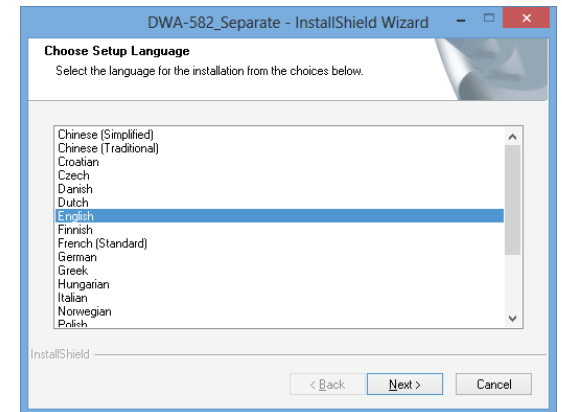 DWA-582_Separate - InstallShield Wizard
Choose Setup Language
Select the language for the installation from the choices below.
Chinese (Simplified)
Chinese (Traditional)
Croatian
Czech
Danish
Dutch
English
Finnish
French (Standard)
German
Greek
Hungarian
Italian
Norwegian
Polish
InstallShield
< Back
Next >
Cancel